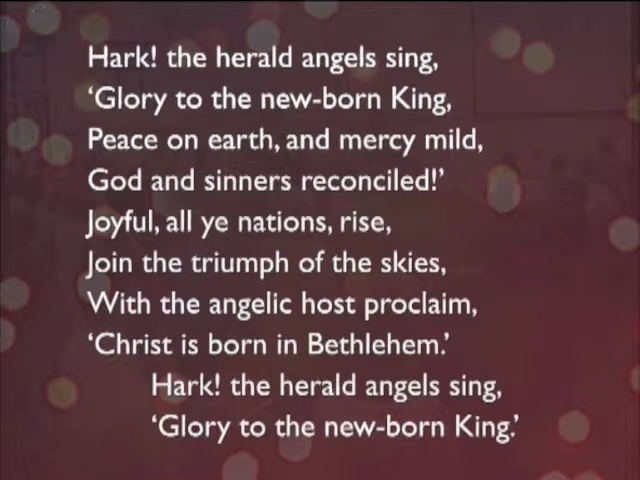 Hark! the herald angels sing,
‘Glory to the new-born King,
Peace on earth, and mercy mild,
God and sinners reconciled!’
Joyful, all ye nations, rise,
Join the triumph of the skies,
With the angelic host proclaim,
‘Christ is born in Bethlehem.’
Hark! the herald angels sing,
‘Glory to the new-born King.’